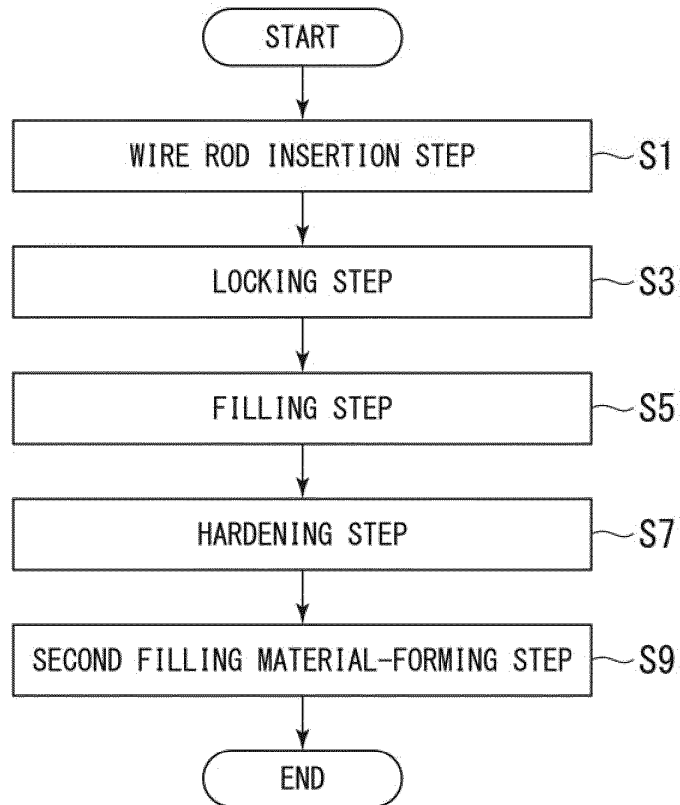 START
WIRE ROD INSERTION STEP S1
LOCKING STEP S3
FILLING STEP S5
HARDENING STEP S7
SECOND FILLING MATERIAL-FORMING STEP S9
END